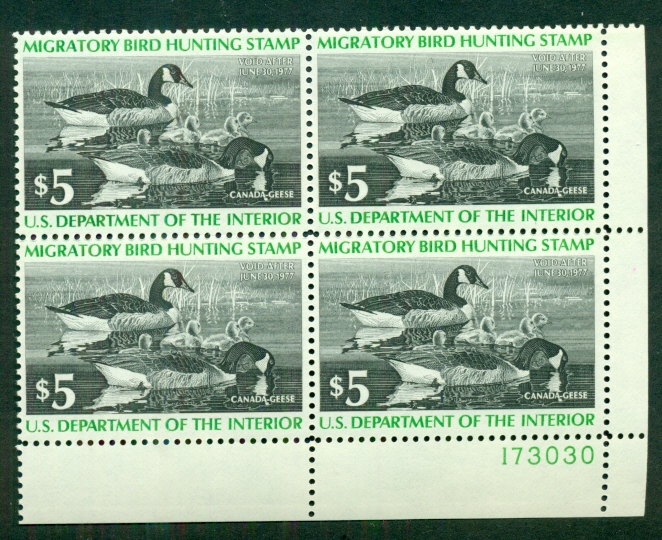 MIGRATORY BIRD HUNTING STAMP
VOID AFTER
JUNE 30, 1977
$5
CANADA GEESE
U.S. DEPARTMENT OF THE INTERIOR
MIGRATORY BIRD HUNTING STAMP
VOID AFTER
JUNE 30, 1977
$5
CANADA GEESE
U.S. DEPARTMENT OF THE INTERIOR
MIGRATORY BIRD HUNTING STAMP
VOID AFTER
JUNE 30, 1977
$5
CANADA GEESE
U.S. DEPARTMENT OF THE INTERIOR
MIGRATORY BIRD HUNTING STAMP
VOID AFTER
JUNE 30, 1977
$5
CANADA GEESE
U.S. DEPARTMENT OF THE INTERIOR
173030